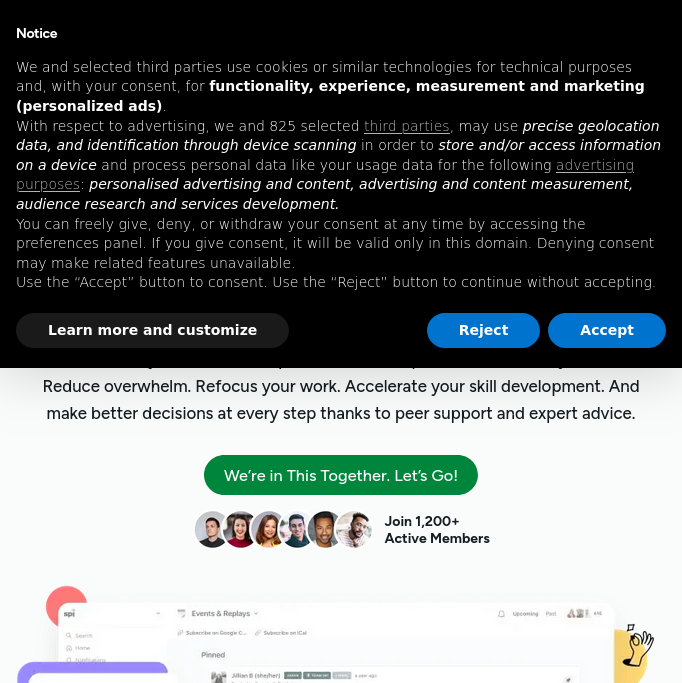 Notice
We and selected third parties use cookies or similar technologies for technical purposes
and, with your consent, for functionality, experience, measurement and marketing
(personalized ads).
With respect to advertising, we and 825 selected third parties, may use precise geolocation
data, and identification through device scanning in order to store and/or access information
on a device and process personal data like your usage data for the following advertising
purposes: personalised advertising and content, advertising and content measurement,
audience research and services development.
You can freely give, deny, or withdraw your consent at any time by accessing the
preferences panel. If you give consent, it will be valid only in this domain. Denying consent
may make related features unavailable.
Use the “Accept” button to consent. Use the “Reject” button to continue without accepting.
Learn more and customize
Reject
Accept
Reduce overwhelm. Refocus your work. Accelerate your skill development. And
make better decisions at every step thanks to peer support and expert advice.
We’re in This Together. Let’s Go!
Join 1,200+
Active Members
spi
Events & Replays
Upcoming Past
Search
Subscribe on Google C... Subscribe on iCal
Home
Notifications
Pinned
Jillian B (she|her)
a year ago